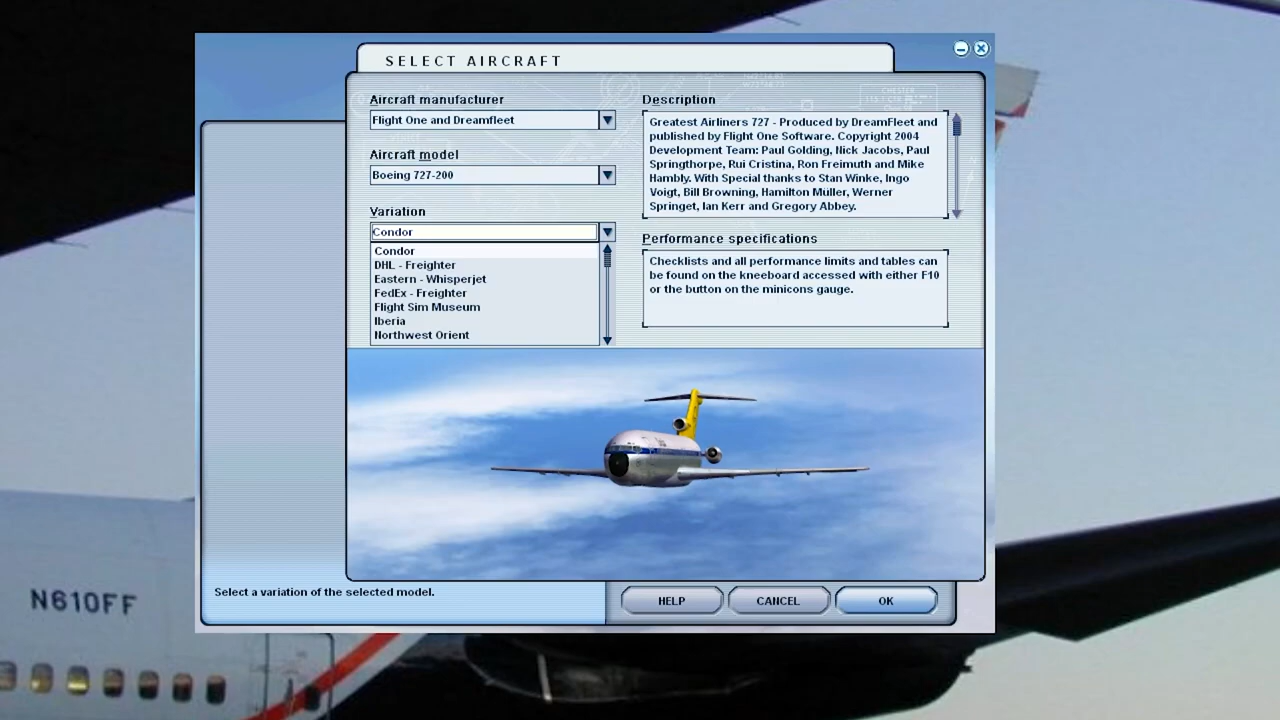 SELECT AIRCRAFT
Aircraft manufacturer
Flight One and Dreamfleet
Aircraft model
Boeing 727-200
Variation
Condor
Condor
DHL - Freighter
Eastern - Whisperjet
FedEx - Freighter
Flight Sim Museum
Iberia
Northwest Orient
Description
Greatest Airliners 727 - Produced by DreamFleet and
published by Flight One Software. Copyright 2004
Development Team: Paul Golding, Nick Jacobs, Paul
Springthorpe, Rui Cristina, Ron Freimuth and Mike
Hambly. With Special thanks to Stan Winke, Ingo
Voigt, Bill Browning, Hamilton Muller, Werner
Springet, Ian Kerr and Gregory Abbey.
Performance specifications
Checklists and all performance limits and tables can
be found on the kneeboard accessed with either F10
or the button on the minicons gauge.
Select a variation of the selected model.
HELP
CANCEL
OK
N610FF